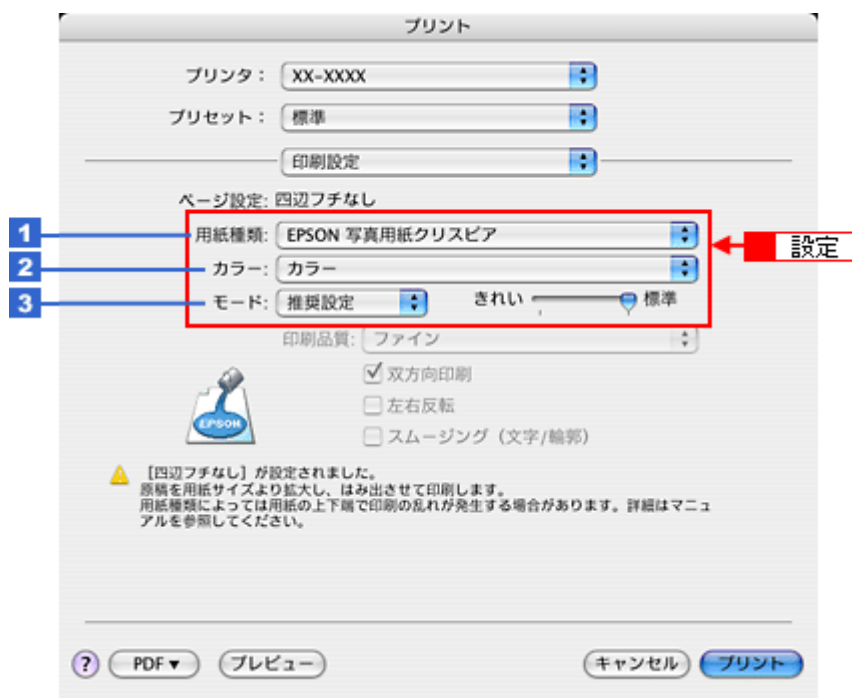 プリント
プリンタ： XX-XXXX
プリセット： 標準
印刷設定
ページ設定: 四辺フチなし
1 用紙種類: EPSON 写真用紙クリスピア
設定
2 カラー: カラー
3 モード: 推奨設定 きれい 標準
印刷品質: ファイン
双方向印刷
左右反転
スムージング（文字/輪郭）
EPSON
［四辺フチなし］が設定されました。
原稿を用紙サイズより拡大し、はみ出させて印刷します。
用紙種類によっては用紙の上下端で印刷の乱れが発生する場合があります。詳細はマニュ
アルを参照してください。
? PDF▼ プレビュー キャンセル プリント